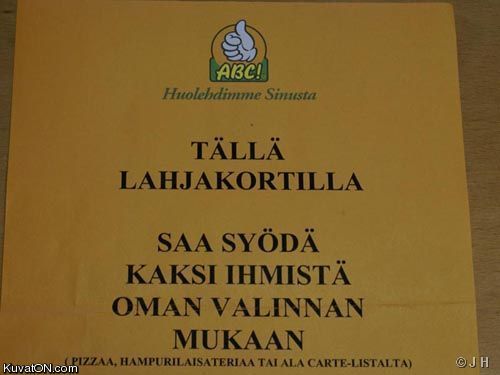 ABC!
Huolehdimme Sinusta
TÄLLÄ
LAHJAKORTILLA
SAA SYÖDÄ
KAKSI IHMISTÄ
OMAN VALINNAN
MUKAAN
( PIZZAA, HAMPURILAISATERIAA TAI ALA CARTE-LISTALTA)
KuvatON.com
© J H